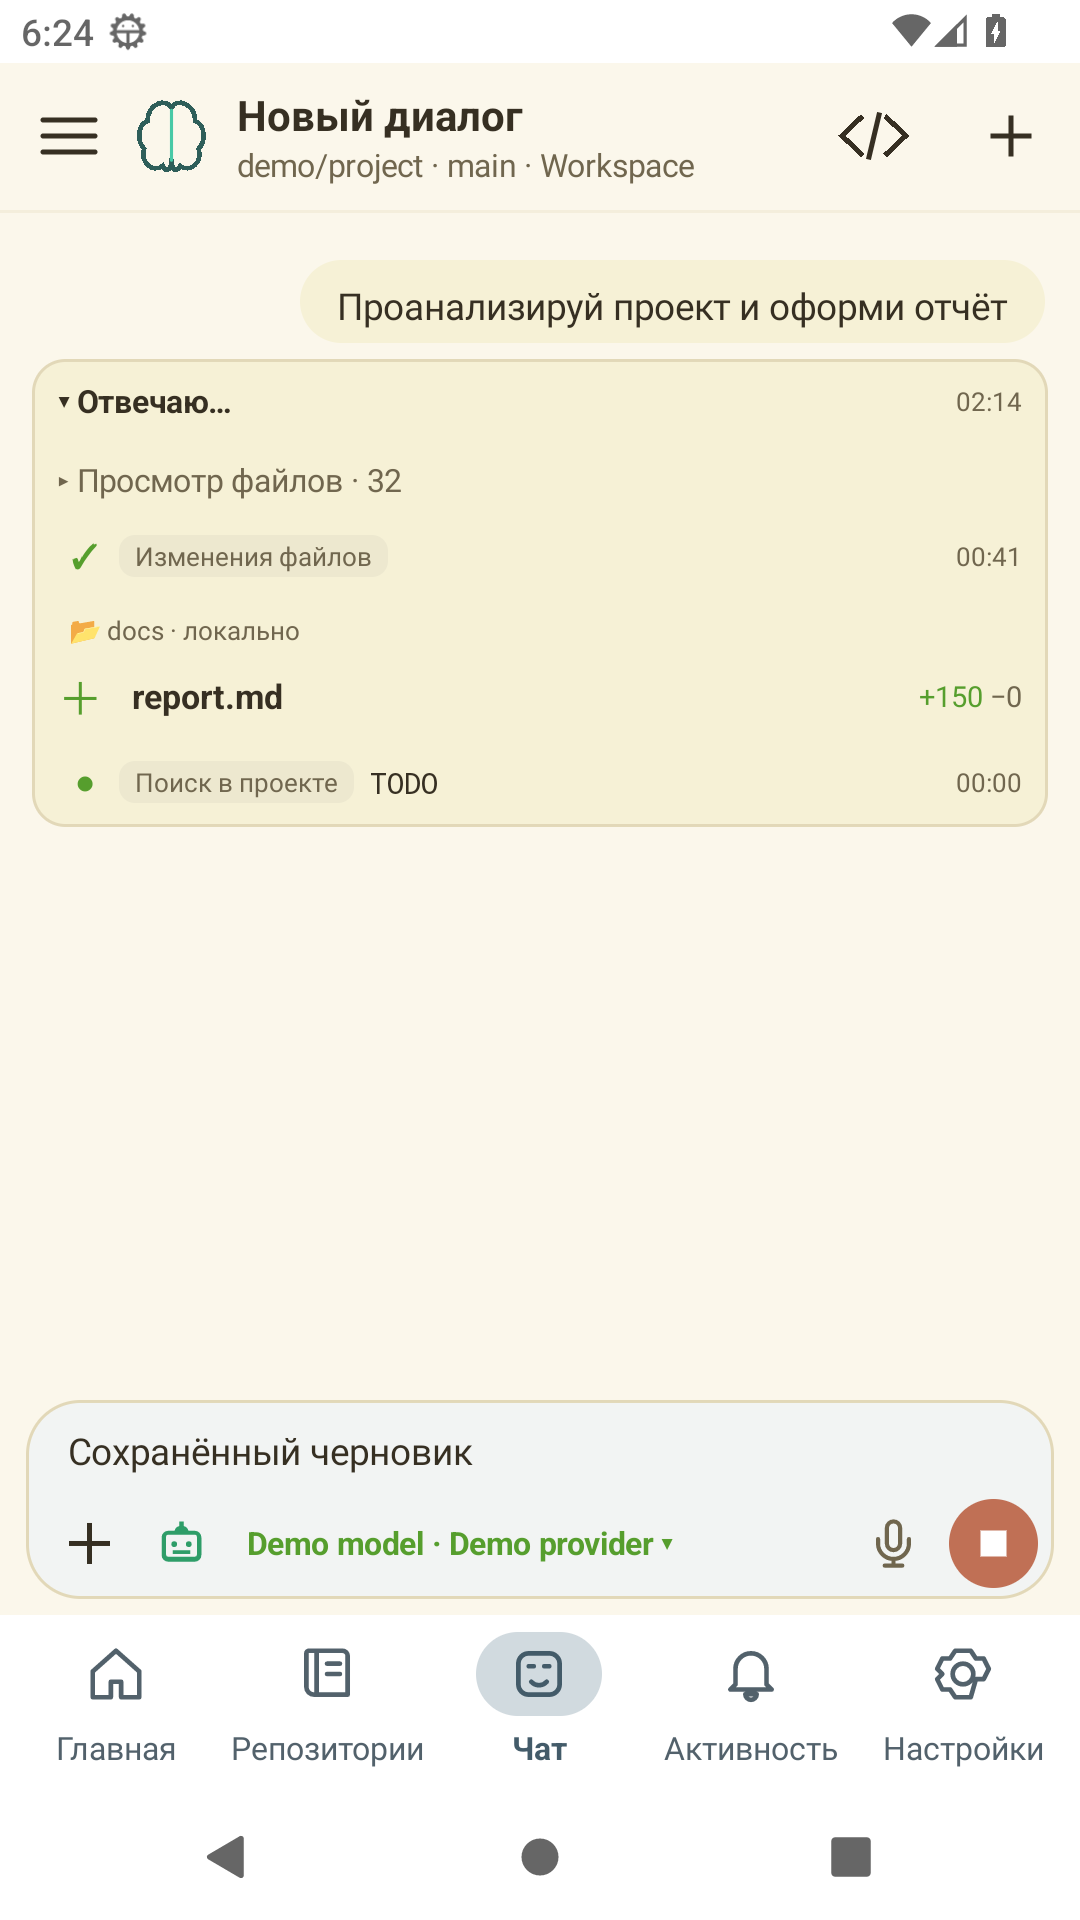 6:24
Новый диалог
demo/project · main · Workspace
Проанализируй проект и оформи отчёт
▾ Отвечаю… 02:14
▸ Просмотр файлов · 32
✓ Изменения файлов 00:41
📂 docs · локально
+ report.md +150 −0
● Поиск в проекте TODO 00:00
Сохранённый черновик
Demo model · Demo provider ▾
Главная Репозитории Чат Активность Настройки